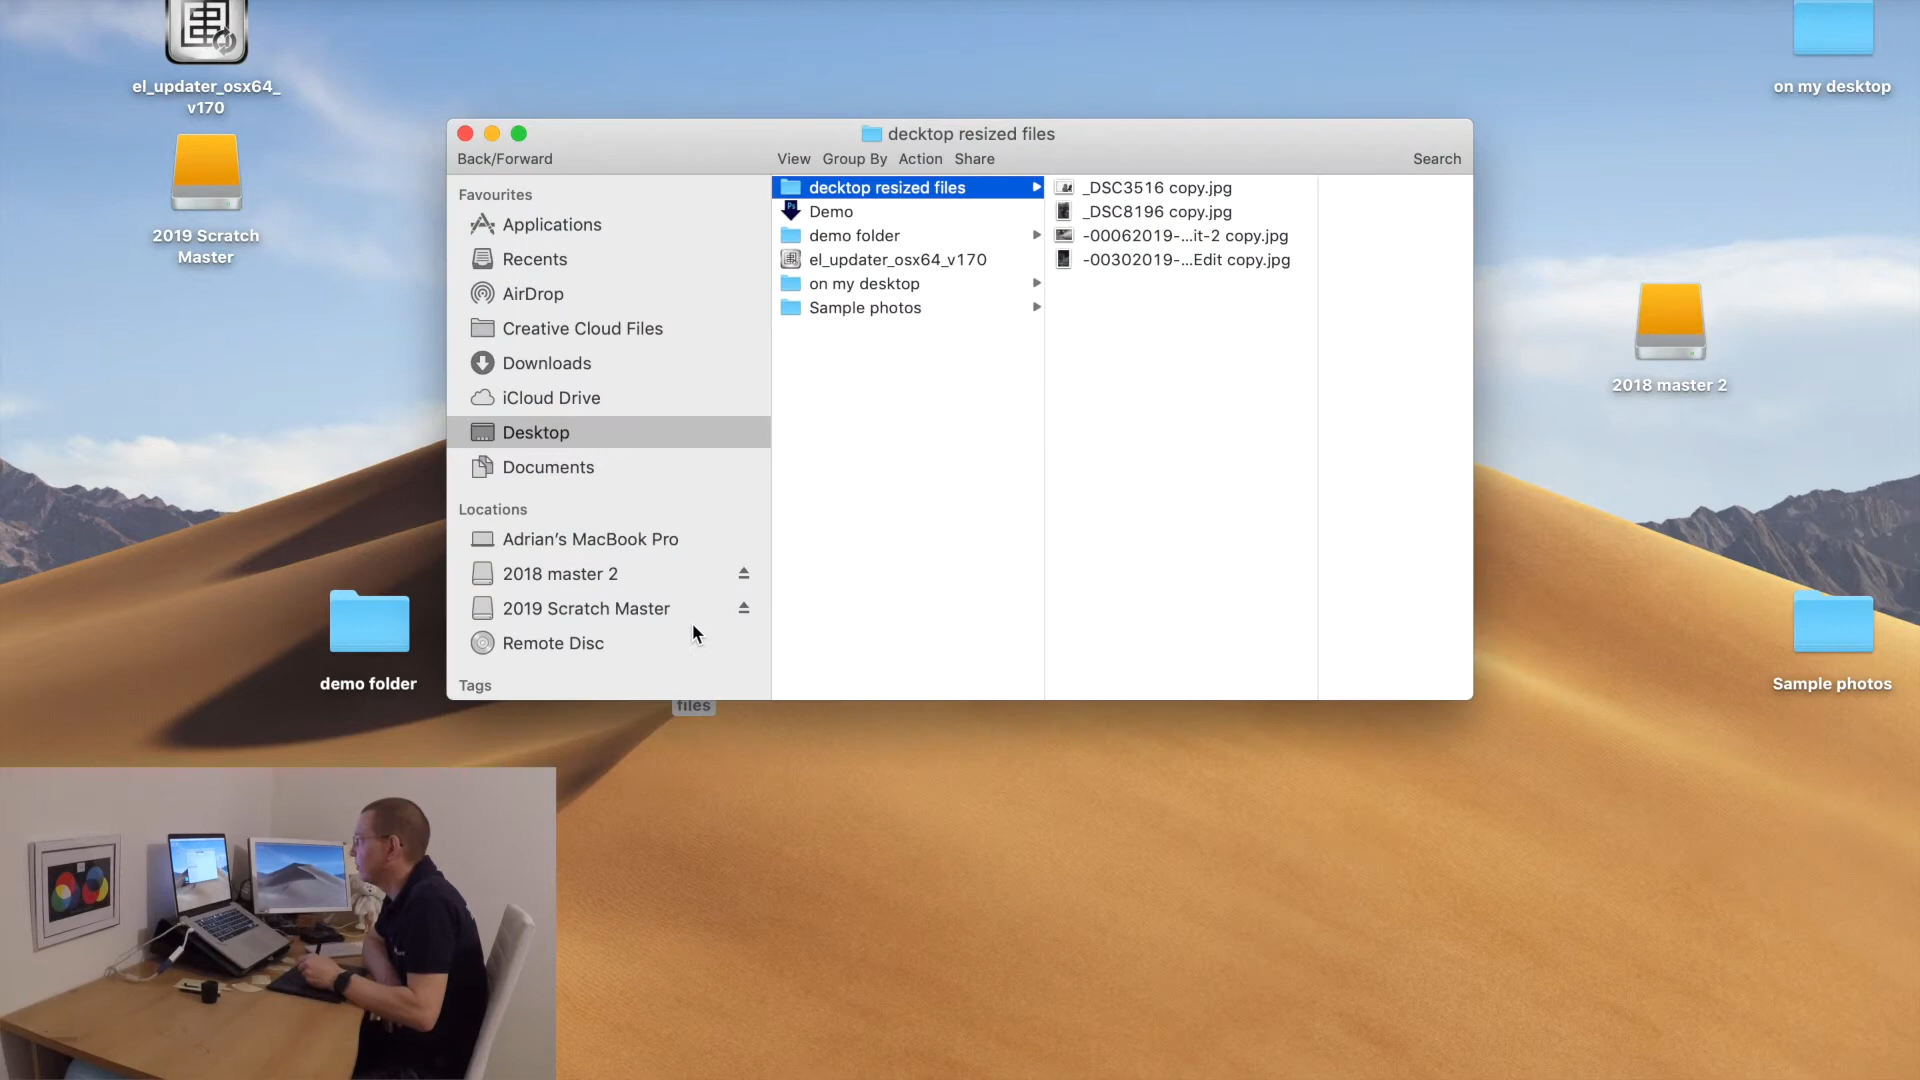 el_updater_osx64_
v170
2019 Scratch
Master
on my desktop
2018 master 2
demo folder
Sample photos
files
decktop resized files
Back/Forward
View Group By Action Share
Search
Favourites
Applications
Recents
AirDrop
Creative Cloud Files
Downloads
iCloud Drive
Desktop
Documents
Locations
Adrian's MacBook Pro
2018 master 2
2019 Scratch Master
Remote Disc
Tags
decktop resized files
Demo
demo folder
el_updater_osx64_v170
on my desktop
Sample photos
_DSC3516 copy.jpg
_DSC8196 copy.jpg
-00062019-...it-2 copy.jpg
-00302019-...Edit copy.jpg
Ps